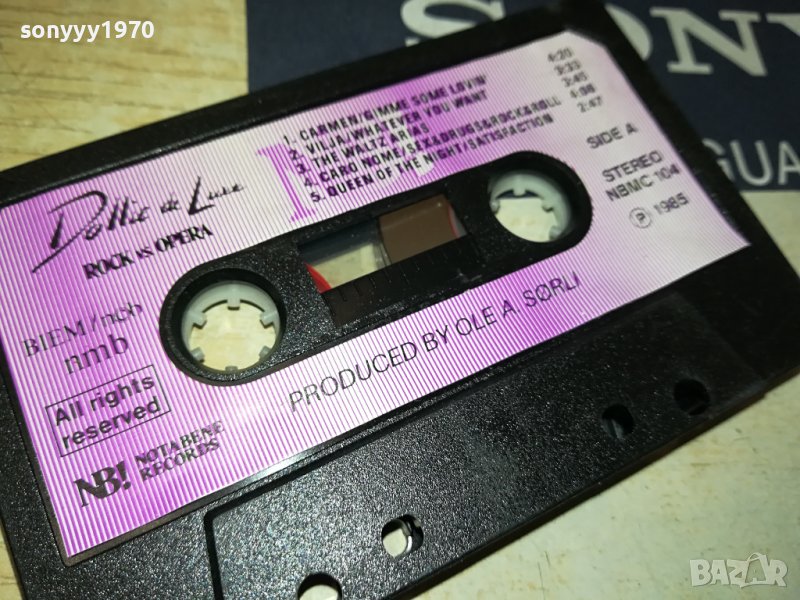 sonyyy1970
SONY
GUA
1. CARMEN/GIMME SOME LOVIN' 4:20
2. VILJA/WHATEVER YOU WANT 3:33
3. THE WALTZ ARIAS 3:45
4. CARO NOME/SEX&DRUGS&ROCK&ROLL 4:08
5. QUEEN OF THE NIGHT/SATISFACTION 2:47
Dollie de Luxe
ROCK vs OPERA
SIDE A
STEREO
NBMC 104
Ⓟ 1985
BIEM/ncb
nmb
All rights
reserved
PRODUCED BY OLE A. SØRLI
NB!
NOTABENE
RECORDS
BAZAR